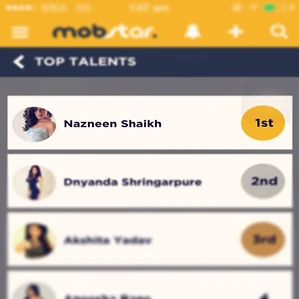 mobstar.
TOP TALENTS
Nazneen Shaikh
1st
Dnyanda Shringarpure
2nd
Akshita Yadav
3rd